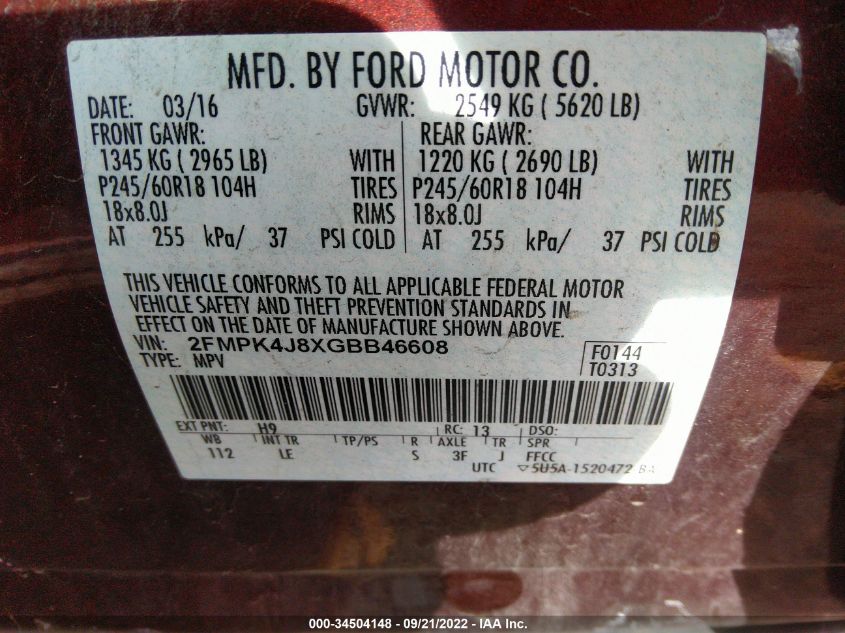 MFD. BY FORD MOTOR CO.
DATE: 03/16 GVWR: 2549 KG ( 5620 LB)
FRONT GAWR: REAR GAWR:
1345 KG ( 2965 LB) WITH 1220 KG ( 2690 LB) WITH
P245/60R18 104H TIRES P245/60R18 104H TIRES
18x8.0J RIMS 18x8.0J RIMS
AT 255 kPa/ 37 PSI COLD AT 255 kPa/ 37 PSI COLD
THIS VEHICLE CONFORMS TO ALL APPLICABLE FEDERAL MOTOR
VEHICLE SAFETY AND THEFT PREVENTION STANDARDS IN
EFFECT ON THE DATE OF MANUFACTURE SHOWN ABOVE.
VIN: 2FMPK4J8XGBB46608 F0144
TYPE: MPV T0313
EXT PNT: H9 RC: 13 DSO:
WB INT TR TP/PS R AXLE TR SPR
112 LE S 3F J FFCC
UTC ▽5U5A-1520472 BA
000-34504148 - 09/21/2022 - IAA Inc.